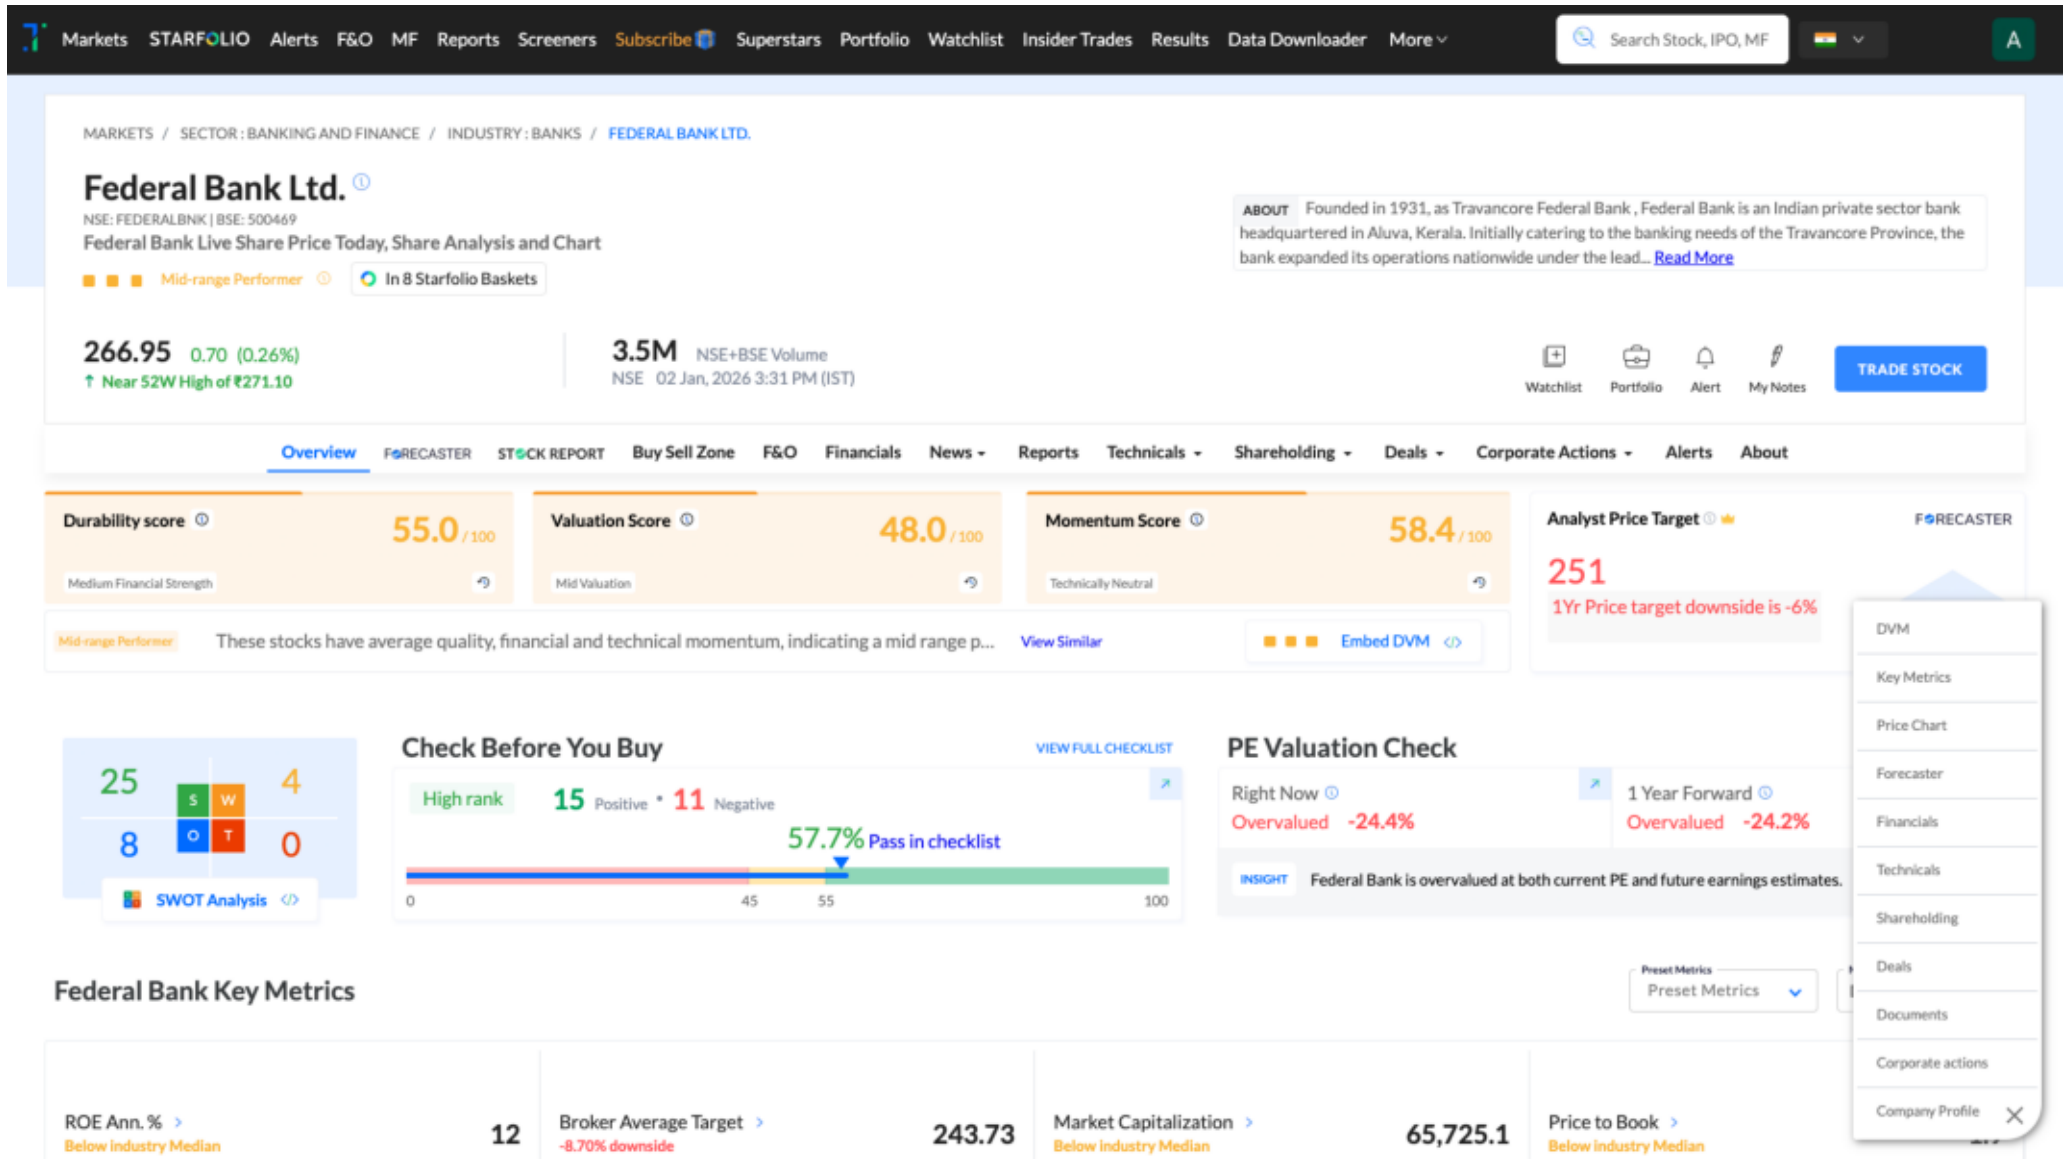 Markets STARFOLIO Alerts F&O MF Reports Screeners Subscribe Superstars Portfolio Watchlist Insider Trades Results Data Downloader More Search Stock, IPO, MF A
MARKETS / SECTOR : BANKING AND FINANCE / INDUSTRY : BANKS / FEDERAL BANK LTD.
Federal Bank Ltd.
NSE: FEDERALBNK | BSE: 500469
Federal Bank Live Share Price Today, Share Analysis and Chart
Mid-range Performer In 8 Starfolio Baskets
ABOUT Founded in 1931, as Travancore Federal Bank , Federal Bank is an Indian private sector bank
headquartered in Aluva, Kerala. Initially catering to the banking needs of the Travancore Province, the
bank expanded its operations nationwide under the lead... Read More
266.95 0.70 (0.26%)
↑ Near 52W High of ₹271.10
3.5M NSE+BSE Volume
NSE 02 Jan, 2026 3:31 PM (IST)
Watchlist Portfolio Alert My Notes TRADE STOCK
Overview FORECASTER STOCK REPORT Buy Sell Zone F&O Financials News Reports Technicals Shareholding Deals Corporate Actions Alerts About
Durability score 55.0 / 100
Medium Financial Strength
Valuation Score 48.0 / 100
Mid Valuation
Momentum Score 58.4 / 100
Technically Neutral
Analyst Price Target FORECASTER
251
1Yr Price target downside is -6%
Mid-range Performer These stocks have average quality, financial and technical momentum, indicating a mid range p... View Similar Embed DVM </>
25 S W 4
8 O T 0
SWOT Analysis </>
Check Before You Buy VIEW FULL CHECKLIST
High rank 15 Positive • 11 Negative
57.7% Pass in checklist
0 45 55 100
PE Valuation Check
Right Now
Overvalued -24.4%
1 Year Forward
Overvalued -24.2%
INSIGHT Federal Bank is overvalued at both current PE and future earnings estimates.
Federal Bank Key Metrics
Preset Metrics
Preset Metrics
ROE Ann. % > 12
Below industry Median
Broker Average Target > 243.73
-8.70% downside
Market Capitalization > 65,725.1
Below industry Median
Price to Book >
Below industry Median
DVM
Key Metrics
Price Chart
Forecaster
Financials
Technicals
Shareholding
Deals
Documents
Corporate actions
Company Profile